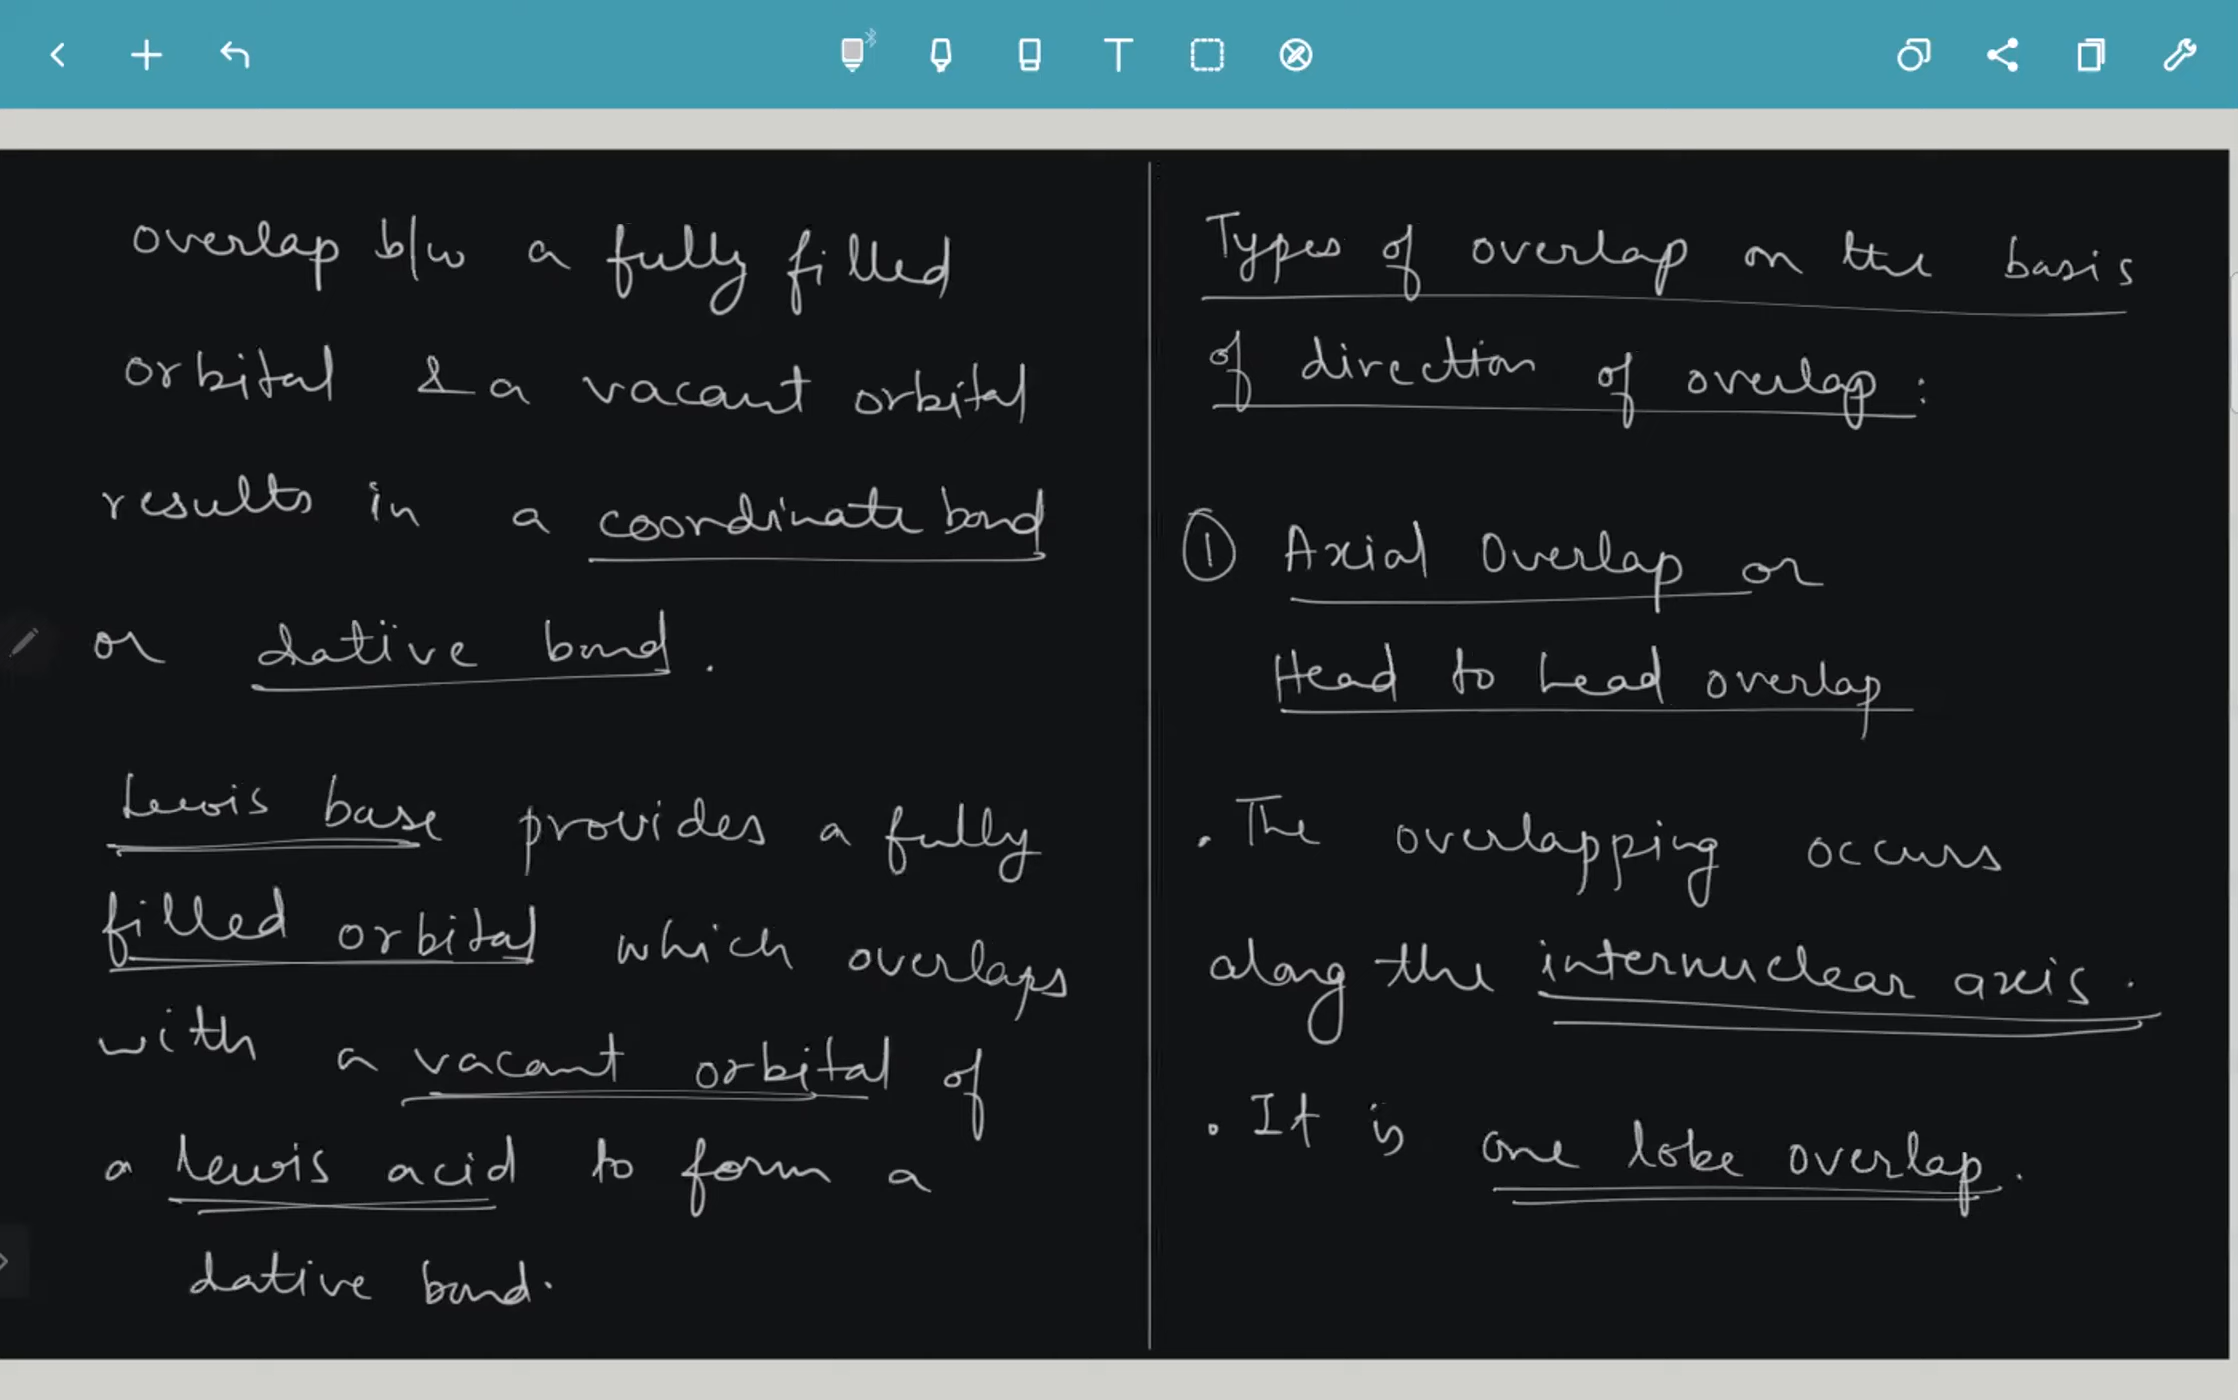 overlap b/w a fully filled
orbital & a vacant orbital
results in a coordinate bond
or dative bond.
Lewis base provides a fully
filled orbital which overlaps
with a vacant orbital of
a lewis acid to form a
dative bond.
Types of overlap on the basis
of direction of overlap:
① Axial Overlap or
Head to head overlap
. The overlapping occurs
along the internuclear axis.
. It is one lobe overlap.